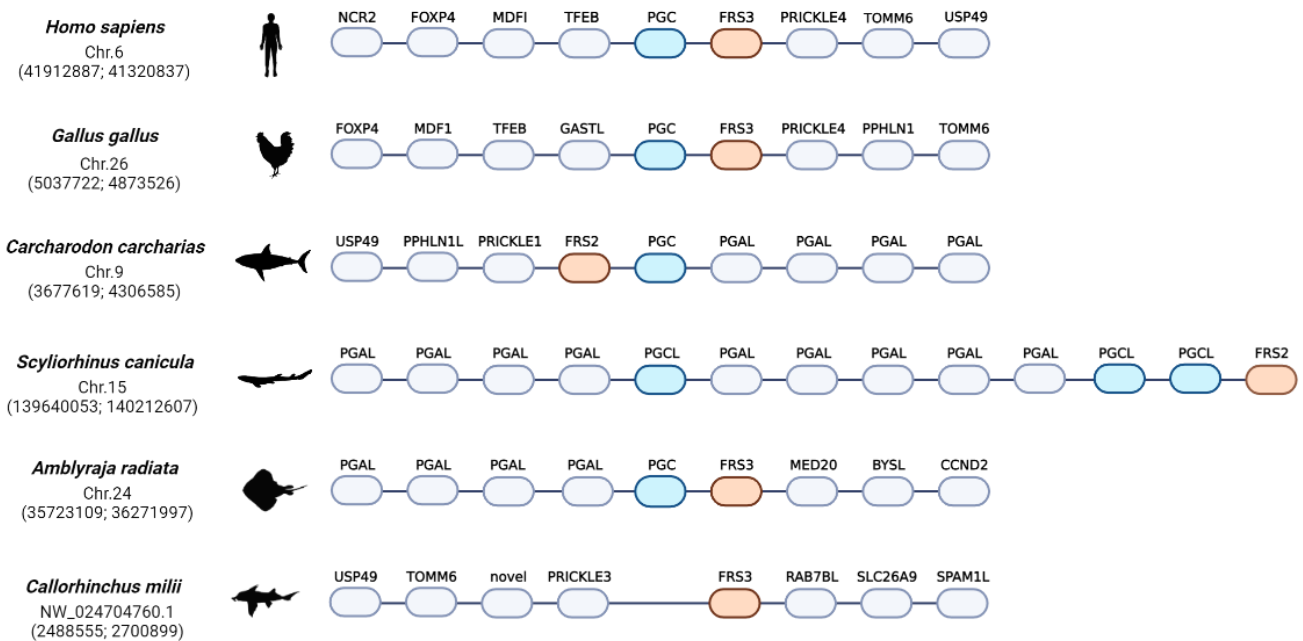 Homo sapiens
Chr.6
(41912887; 41320837)
NCR2 FOXP4 MDFI TFEB PGC FRS3 PRICKLE4 TOMM6 USP49
Gallus gallus
Chr.26
(5037722; 4873526)
FOXP4 MDF1 TFEB GASTL PGC FRS3 PRICKLE4 PPHLN1 TOMM6
Carcharodon carcharias
Chr.9
(3677619; 4306585)
USP49 PPHLN1L PRICKLE1 FRS2 PGC PGAL PGAL PGAL PGAL
Scyliorhinus canicula
Chr.15
(139640053; 140212607)
PGAL PGAL PGAL PGAL PGCL PGAL PGAL PGAL PGAL PGAL PGCL PGCL FRS2
Amblyraja radiata
Chr.24
(35723109; 36271997)
PGAL PGAL PGAL PGAL PGC FRS3 MED20 BYSL CCND2
Callorhinchus milii
NW_024704760.1
(2488555; 2700899)
USP49 TOMM6 novel PRICKLE3 FRS3 RAB7BL SLC26A9 SPAM1L